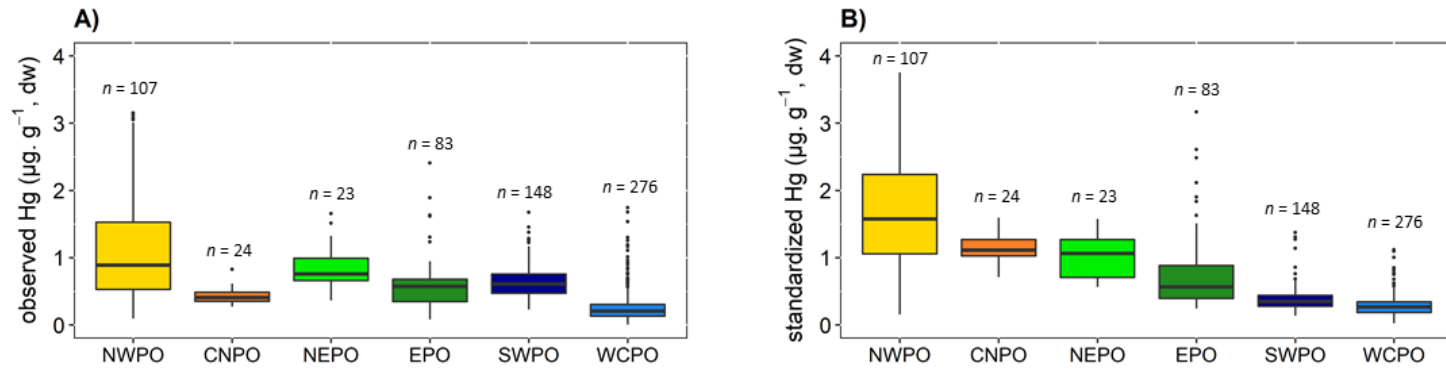 A)
observed Hg (µg. g⁻¹, dw)
4
3
2
1
0
n = 107
n = 24
n = 23
n = 83
n = 148
n = 276
NWPO CNPO NEPO EPO SWPO WCPO
B)
standardized Hg (µg. g⁻¹, dw)
4
3
2
1
0
n = 107
n = 24
n = 23
n = 83
n = 148
n = 276
NWPO CNPO NEPO EPO SWPO WCPO